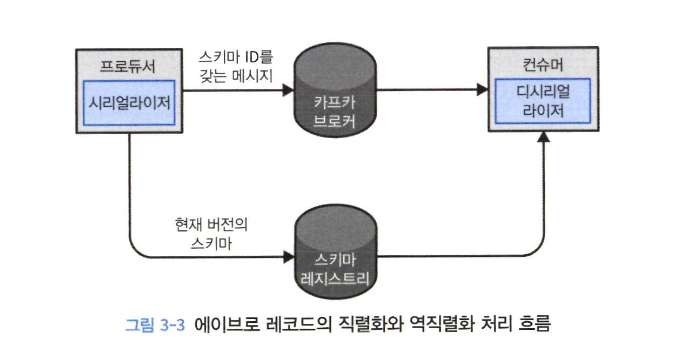 프로듀서
시리얼라이저
스키마 ID를
갖는 메시지
카프카
브로커
컨슈머
디시리얼
라이저
현재 버전의
스키마
스키마
레지스트리
그림 3-3 에이브로 레코드의 직렬화와 역직렬화 처리 흐름